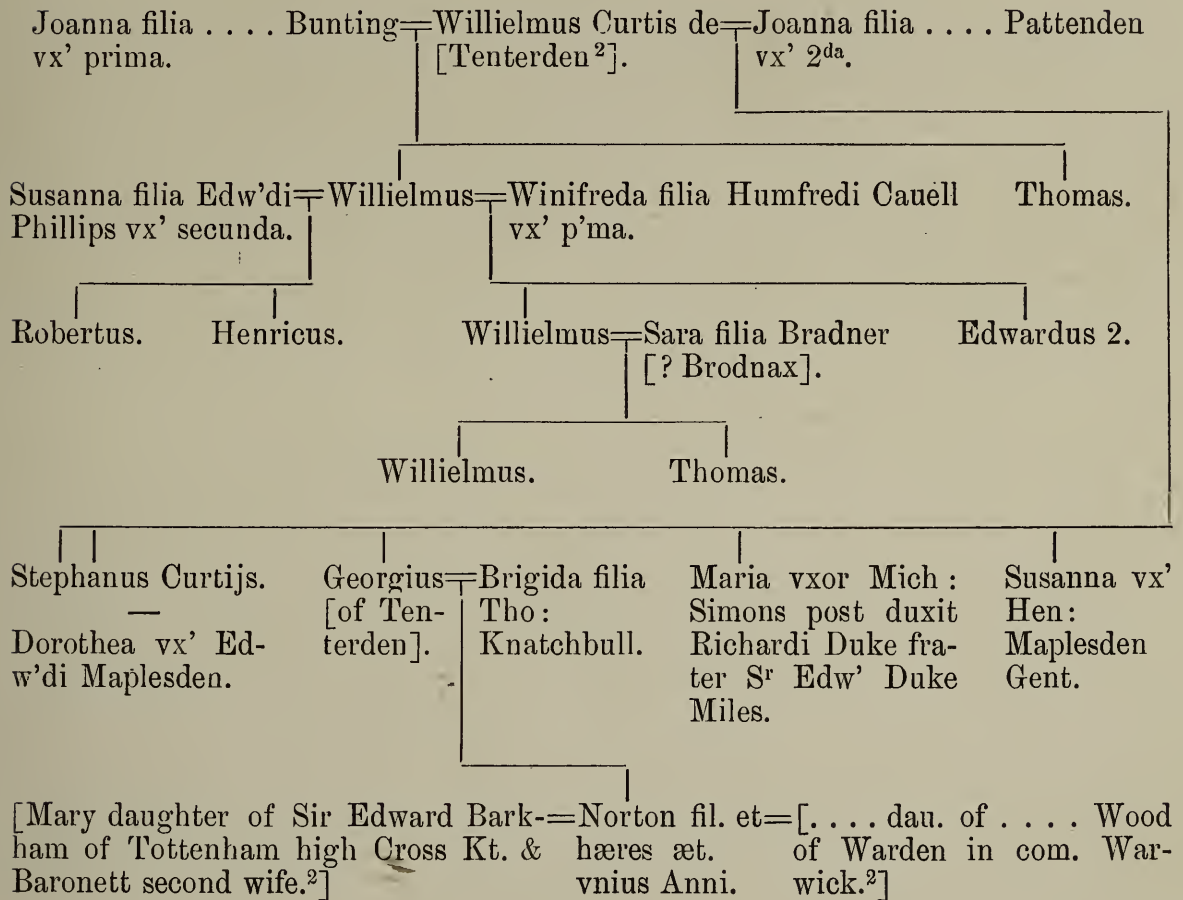 Joanna filia .... Bunting=Willielmus Curtis de=Joanna filia .... Pattenden
vx' prima. [Tenterden²]. vx' 2da.
Susanna filia Edw'di=Willielmus=Winifreda filia Humfredi Cauell Thomas.
Phillips vx' secunda. vx' p'ma.
Robertus. Henricus. Willielmus=Sara filia Bradner Edwardus 2.
[? Brodnax].
Willielmus. Thomas.
Stephanus Curtijs. Georgius=Brigida filia Maria vxor Mich: Susanna vx'
— [of Ten- Tho: Simons post duxit Hen:
Dorothea vx' Ed- terden]. Knatchbull. Richardi Duke fra- Maplesden
w'di Maplesden. ter Sr Edw' Duke Gent.
Miles.
[Mary daughter of Sir Edward Bark-=Norton fil. et=[.... dau. of .... Wood
ham of Tottenham high Cross Kt. & hæres æt. of Warden in com. War-
Baronett second wife.²] vnius Anni. wick.²]